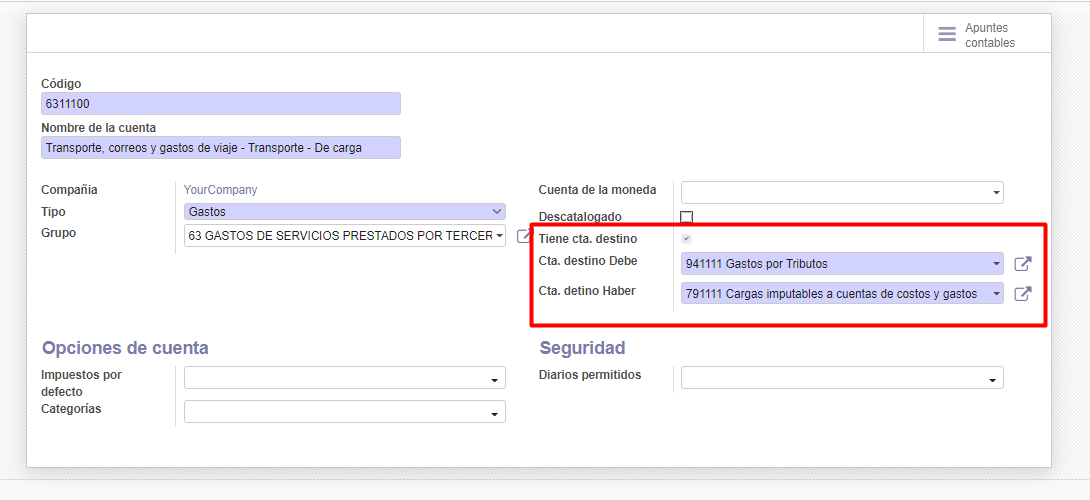 Apuntes
contables
Código
6311100
Nombre de la cuenta
Transporte, correos y gastos de viaje - Transporte - De carga
Compañia YourCompany
Tipo Gastos
Grupo 63 GASTOS DE SERVICIOS PRESTADOS POR TERCER
Cuenta de la moneda
Descatalogado
Tiene cta. destino
Cta. destino Debe 941111 Gastos por Tributos
Cta. detino Haber 791111 Cargas imputables a cuentas de costos y gastos
Opciones de cuenta
Impuestos por
defecto
Categorías
Seguridad
Diarios permitidos